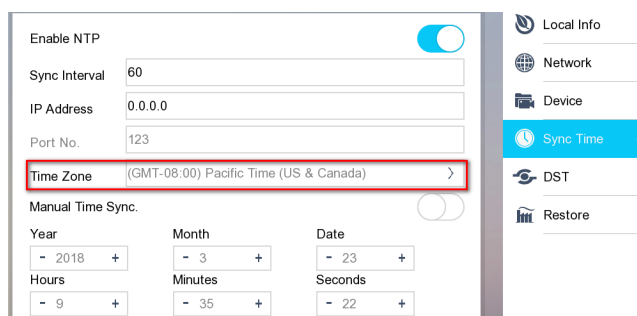 Enable NTP
Sync Interval 60
IP Address 0.0.0.0
Port No. 123
Time Zone (GMT-08:00) Pacific Time (US & Canada) >
Manual Time Sync.
Year Month Date
- 2018 + - 3 + - 23 +
Hours Minutes Seconds
- 9 + - 35 + - 22 +
Local Info
Network
Device
Sync Time
DST
Restore